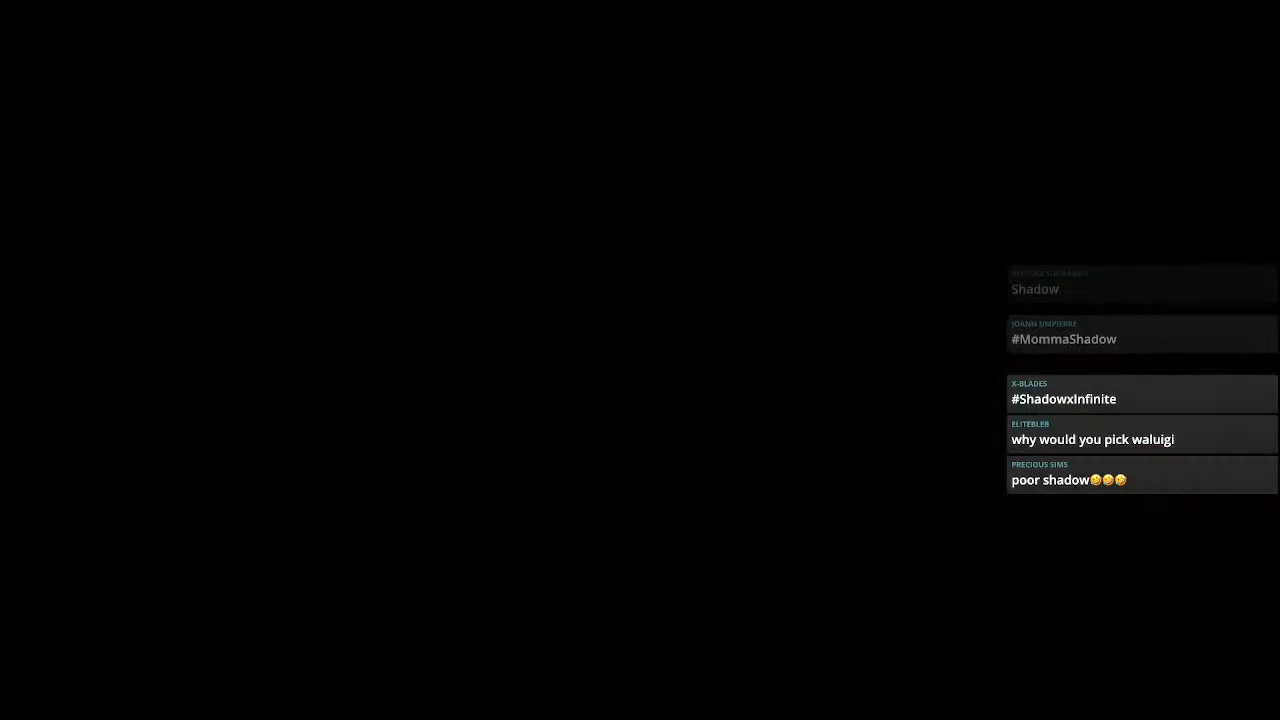 Shadow
JOANN UMPIERRE
#MommaShadow
X-BLADES
#ShadowxInfinite
ELITEBLEB
why would you pick waluigi
PRECIOUS SIMS
poor shadow🤣🤣🤣